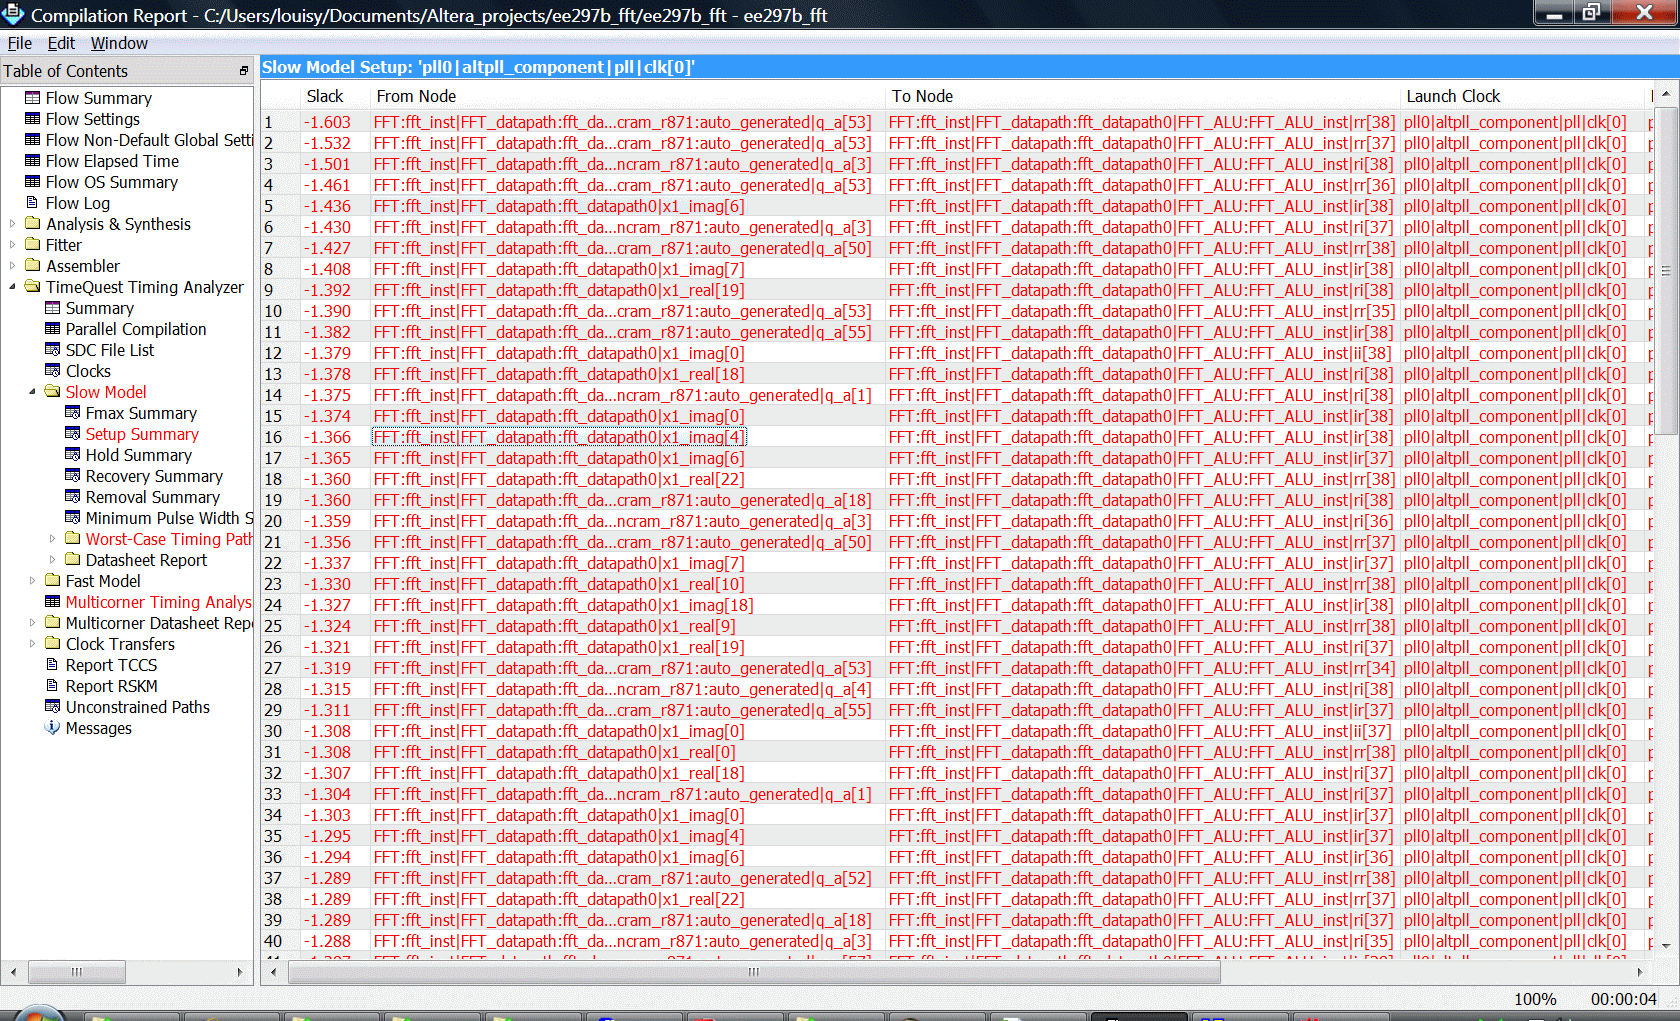 Compilation Report - C:/Users/louisy/Documents/Altera_projects/ee297b_fft/ee297b_fft - ee297b_fft
File Edit Window
Table of Contents
Flow Summary
Flow Settings
Flow Non-Default Global Setti
Flow Elapsed Time
Flow OS Summary
Flow Log
Analysis & Synthesis
Fitter
Assembler
TimeQuest Timing Analyzer
Summary
Parallel Compilation
SDC File List
Clocks
Slow Model
Fmax Summary
Setup Summary
Hold Summary
Recovery Summary
Removal Summary
Minimum Pulse Width S
Worst-Case Timing Path
Datasheet Report
Fast Model
Multicorner Timing Analys
Multicorner Datasheet Repo
Clock Transfers
Report TCCS
Report RSKM
Unconstrained Paths
Messages
Slow Model Setup: 'pll0|altpll_component|pll|clk[0]'
Slack From Node To Node Launch Clock
1 -1.603 FFT:fft_inst|FFT_datapath:fft_da...cram_r871:auto_generated|q_a[53] FFT:fft_inst|FFT_datapath:fft_datapath0|FFT_ALU:FFT_ALU_inst|rr[38] pll0|altpll_component|pll|clk[0]
2 -1.532 FFT:fft_inst|FFT_datapath:fft_da...cram_r871:auto_generated|q_a[53] FFT:fft_inst|FFT_datapath:fft_datapath0|FFT_ALU:FFT_ALU_inst|rr[37] pll0|altpll_component|pll|clk[0]
3 -1.501 FFT:fft_inst|FFT_datapath:fft_da...ncram_r871:auto_generated|q_a[3] FFT:fft_inst|FFT_datapath:fft_datapath0|FFT_ALU:FFT_ALU_inst|ri[38] pll0|altpll_component|pll|clk[0]
4 -1.461 FFT:fft_inst|FFT_datapath:fft_da...cram_r871:auto_generated|q_a[53] FFT:fft_inst|FFT_datapath:fft_datapath0|FFT_ALU:FFT_ALU_inst|rr[36] pll0|altpll_component|pll|clk[0]
5 -1.436 FFT:fft_inst|FFT_datapath:fft_datapath0|x1_imag[6] FFT:fft_inst|FFT_datapath:fft_datapath0|FFT_ALU:FFT_ALU_inst|ir[38] pll0|altpll_component|pll|clk[0]
6 -1.430 FFT:fft_inst|FFT_datapath:fft_da...ncram_r871:auto_generated|q_a[3] FFT:fft_inst|FFT_datapath:fft_datapath0|FFT_ALU:FFT_ALU_inst|ri[37] pll0|altpll_component|pll|clk[0]
7 -1.427 FFT:fft_inst|FFT_datapath:fft_da...cram_r871:auto_generated|q_a[50] FFT:fft_inst|FFT_datapath:fft_datapath0|FFT_ALU:FFT_ALU_inst|rr[38] pll0|altpll_component|pll|clk[0]
8 -1.408 FFT:fft_inst|FFT_datapath:fft_datapath0|x1_imag[7] FFT:fft_inst|FFT_datapath:fft_datapath0|FFT_ALU:FFT_ALU_inst|ir[38] pll0|altpll_component|pll|clk[0]
9 -1.392 FFT:fft_inst|FFT_datapath:fft_datapath0|x1_real[19] FFT:fft_inst|FFT_datapath:fft_datapath0|FFT_ALU:FFT_ALU_inst|ri[38] pll0|altpll_component|pll|clk[0]
10 -1.390 FFT:fft_inst|FFT_datapath:fft_da...cram_r871:auto_generated|q_a[53] FFT:fft_inst|FFT_datapath:fft_datapath0|FFT_ALU:FFT_ALU_inst|rr[35] pll0|altpll_component|pll|clk[0]
11 -1.382 FFT:fft_inst|FFT_datapath:fft_da...cram_r871:auto_generated|q_a[55] FFT:fft_inst|FFT_datapath:fft_datapath0|FFT_ALU:FFT_ALU_inst|ir[38] pll0|altpll_component|pll|clk[0]
12 -1.379 FFT:fft_inst|FFT_datapath:fft_datapath0|x1_imag[0] FFT:fft_inst|FFT_datapath:fft_datapath0|FFT_ALU:FFT_ALU_inst|ii[38] pll0|altpll_component|pll|clk[0]
13 -1.378 FFT:fft_inst|FFT_datapath:fft_datapath0|x1_real[18] FFT:fft_inst|FFT_datapath:fft_datapath0|FFT_ALU:FFT_ALU_inst|ri[38] pll0|altpll_component|pll|clk[0]
14 -1.375 FFT:fft_inst|FFT_datapath:fft_da...ncram_r871:auto_generated|q_a[1] FFT:fft_inst|FFT_datapath:fft_datapath0|FFT_ALU:FFT_ALU_inst|ri[38] pll0|altpll_component|pll|clk[0]
15 -1.374 FFT:fft_inst|FFT_datapath:fft_datapath0|x1_imag[0] FFT:fft_inst|FFT_datapath:fft_datapath0|FFT_ALU:FFT_ALU_inst|ir[38] pll0|altpll_component|pll|clk[0]
16 -1.366 FFT:fft_inst|FFT_datapath:fft_datapath0|x1_imag[4] FFT:fft_inst|FFT_datapath:fft_datapath0|FFT_ALU:FFT_ALU_inst|ir[38] pll0|altpll_component|pll|clk[0]
17 -1.365 FFT:fft_inst|FFT_datapath:fft_datapath0|x1_imag[6] FFT:fft_inst|FFT_datapath:fft_datapath0|FFT_ALU:FFT_ALU_inst|ir[37] pll0|altpll_component|pll|clk[0]
18 -1.360 FFT:fft_inst|FFT_datapath:fft_datapath0|x1_real[22] FFT:fft_inst|FFT_datapath:fft_datapath0|FFT_ALU:FFT_ALU_inst|rr[38] pll0|altpll_component|pll|clk[0]
19 -1.360 FFT:fft_inst|FFT_datapath:fft_da...cram_r871:auto_generated|q_a[18] FFT:fft_inst|FFT_datapath:fft_datapath0|FFT_ALU:FFT_ALU_inst|ri[38] pll0|altpll_component|pll|clk[0]
20 -1.359 FFT:fft_inst|FFT_datapath:fft_da...ncram_r871:auto_generated|q_a[3] FFT:fft_inst|FFT_datapath:fft_datapath0|FFT_ALU:FFT_ALU_inst|ri[36] pll0|altpll_component|pll|clk[0]
21 -1.356 FFT:fft_inst|FFT_datapath:fft_da...cram_r871:auto_generated|q_a[50] FFT:fft_inst|FFT_datapath:fft_datapath0|FFT_ALU:FFT_ALU_inst|rr[37] pll0|altpll_component|pll|clk[0]
22 -1.337 FFT:fft_inst|FFT_datapath:fft_datapath0|x1_imag[7] FFT:fft_inst|FFT_datapath:fft_datapath0|FFT_ALU:FFT_ALU_inst|ir[37] pll0|altpll_component|pll|clk[0]
23 -1.330 FFT:fft_inst|FFT_datapath:fft_datapath0|x1_real[10] FFT:fft_inst|FFT_datapath:fft_datapath0|FFT_ALU:FFT_ALU_inst|rr[38] pll0|altpll_component|pll|clk[0]
24 -1.327 FFT:fft_inst|FFT_datapath:fft_datapath0|x1_imag[18] FFT:fft_inst|FFT_datapath:fft_datapath0|FFT_ALU:FFT_ALU_inst|ir[38] pll0|altpll_component|pll|clk[0]
25 -1.324 FFT:fft_inst|FFT_datapath:fft_datapath0|x1_real[9] FFT:fft_inst|FFT_datapath:fft_datapath0|FFT_ALU:FFT_ALU_inst|rr[38] pll0|altpll_component|pll|clk[0]
26 -1.321 FFT:fft_inst|FFT_datapath:fft_datapath0|x1_real[19] FFT:fft_inst|FFT_datapath:fft_datapath0|FFT_ALU:FFT_ALU_inst|ri[37] pll0|altpll_component|pll|clk[0]
27 -1.319 FFT:fft_inst|FFT_datapath:fft_da...cram_r871:auto_generated|q_a[53] FFT:fft_inst|FFT_datapath:fft_datapath0|FFT_ALU:FFT_ALU_inst|rr[34] pll0|altpll_component|pll|clk[0]
28 -1.315 FFT:fft_inst|FFT_datapath:fft_da...ncram_r871:auto_generated|q_a[4] FFT:fft_inst|FFT_datapath:fft_datapath0|FFT_ALU:FFT_ALU_inst|ri[38] pll0|altpll_component|pll|clk[0]
29 -1.311 FFT:fft_inst|FFT_datapath:fft_da...cram_r871:auto_generated|q_a[55] FFT:fft_inst|FFT_datapath:fft_datapath0|FFT_ALU:FFT_ALU_inst|ir[37] pll0|altpll_component|pll|clk[0]
30 -1.308 FFT:fft_inst|FFT_datapath:fft_datapath0|x1_imag[0] FFT:fft_inst|FFT_datapath:fft_datapath0|FFT_ALU:FFT_ALU_inst|ii[37] pll0|altpll_component|pll|clk[0]
31 -1.308 FFT:fft_inst|FFT_datapath:fft_datapath0|x1_real[0] FFT:fft_inst|FFT_datapath:fft_datapath0|FFT_ALU:FFT_ALU_inst|rr[38] pll0|altpll_component|pll|clk[0]
32 -1.307 FFT:fft_inst|FFT_datapath:fft_datapath0|x1_real[18] FFT:fft_inst|FFT_datapath:fft_datapath0|FFT_ALU:FFT_ALU_inst|ri[37] pll0|altpll_component|pll|clk[0]
33 -1.304 FFT:fft_inst|FFT_datapath:fft_da...ncram_r871:auto_generated|q_a[1] FFT:fft_inst|FFT_datapath:fft_datapath0|FFT_ALU:FFT_ALU_inst|ri[37] pll0|altpll_component|pll|clk[0]
34 -1.303 FFT:fft_inst|FFT_datapath:fft_datapath0|x1_imag[0] FFT:fft_inst|FFT_datapath:fft_datapath0|FFT_ALU:FFT_ALU_inst|ir[37] pll0|altpll_component|pll|clk[0]
35 -1.295 FFT:fft_inst|FFT_datapath:fft_datapath0|x1_imag[4] FFT:fft_inst|FFT_datapath:fft_datapath0|FFT_ALU:FFT_ALU_inst|ir[37] pll0|altpll_component|pll|clk[0]
36 -1.294 FFT:fft_inst|FFT_datapath:fft_datapath0|x1_imag[6] FFT:fft_inst|FFT_datapath:fft_datapath0|FFT_ALU:FFT_ALU_inst|ir[36] pll0|altpll_component|pll|clk[0]
37 -1.289 FFT:fft_inst|FFT_datapath:fft_da...cram_r871:auto_generated|q_a[52] FFT:fft_inst|FFT_datapath:fft_datapath0|FFT_ALU:FFT_ALU_inst|rr[38] pll0|altpll_component|pll|clk[0]
38 -1.289 FFT:fft_inst|FFT_datapath:fft_datapath0|x1_real[22] FFT:fft_inst|FFT_datapath:fft_datapath0|FFT_ALU:FFT_ALU_inst|rr[37] pll0|altpll_component|pll|clk[0]
39 -1.289 FFT:fft_inst|FFT_datapath:fft_da...cram_r871:auto_generated|q_a[18] FFT:fft_inst|FFT_datapath:fft_datapath0|FFT_ALU:FFT_ALU_inst|ri[37] pll0|altpll_component|pll|clk[0]
40 -1.288 FFT:fft_inst|FFT_datapath:fft_da...ncram_r871:auto_generated|q_a[3] FFT:fft_inst|FFT_datapath:fft_datapath0|FFT_ALU:FFT_ALU_inst|ri[35] pll0|altpll_component|pll|clk[0]
100% 00:00:04